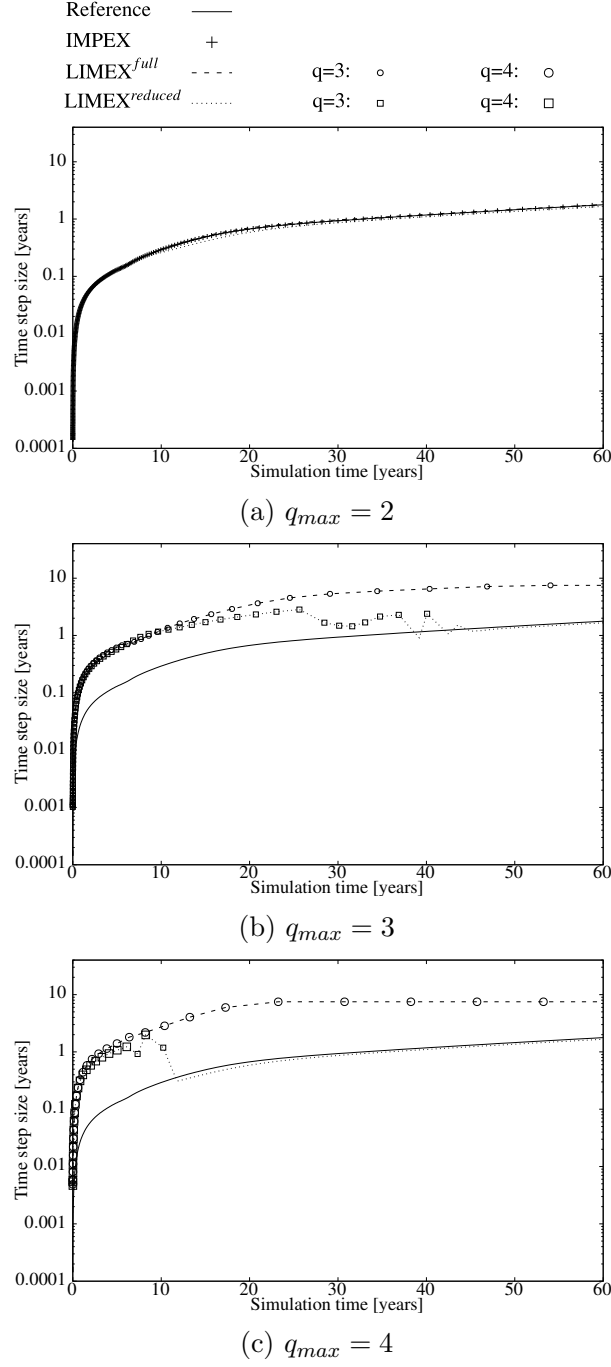 Reference
IMPEX
LIMEX^full q=3: q=4:
LIMEX^reduced q=3: q=4:
Time step size [years]
10
1
0.1
0.01
0.001
0.0001
0 10 20 30 40 50 60
Simulation time [years]
(a) q_max = 2
Time step size [years]
10
1
0.1
0.01
0.001
0.0001
0 10 20 30 40 50 60
Simulation time [years]
(b) q_max = 3
Time step size [years]
10
1
0.1
0.01
0.001
0.0001
0 10 20 30 40 50 60
Simulation time [years]
(c) q_max = 4